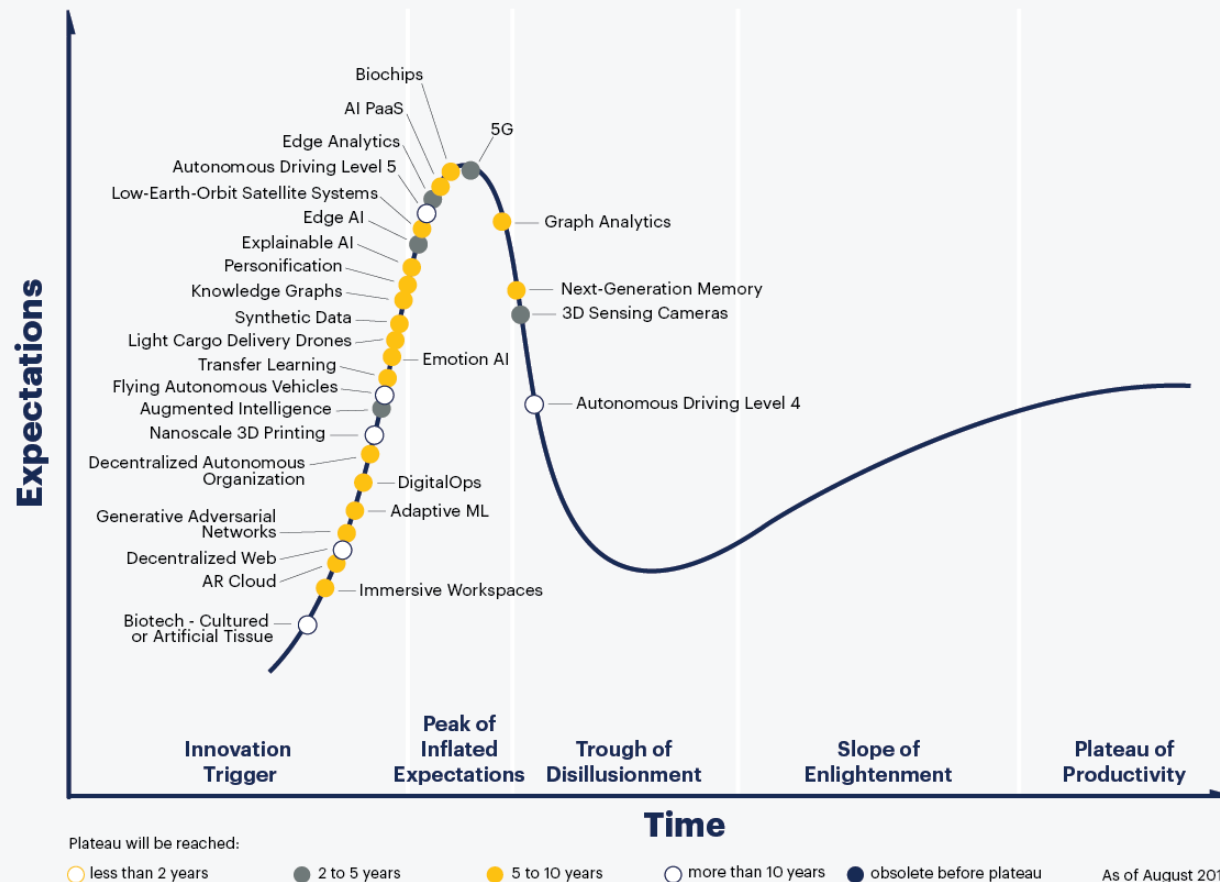 Biochips
AI PaaS
5G
Edge Analytics
Autonomous Driving Level 5
Low-Earth-Orbit Satellite Systems
Edge AI
Graph Analytics
Explainable AI
Personification
Knowledge Graphs
Next-Generation Memory
3D Sensing Cameras
Synthetic Data
Light Cargo Delivery Drones
Emotion AI
Transfer Learning
Flying Autonomous Vehicles
Augmented Intelligence
Autonomous Driving Level 4
Nanoscale 3D Printing
Decentralized Autonomous
Organization
DigitalOps
Adaptive ML
Generative Adversarial
Networks
Decentralized Web
AR Cloud
Immersive Workspaces
Biotech - Cultured
or Artificial Tissue
Expectations
Innovation
Trigger
Peak of
Inflated
Expectations
Trough of
Disillusionment
Slope of
Enlightenment
Plateau of
Productivity
Time
Plateau will be reached:
less than 2 years
2 to 5 years
5 to 10 years
more than 10 years
obsolete before plateau
As of August